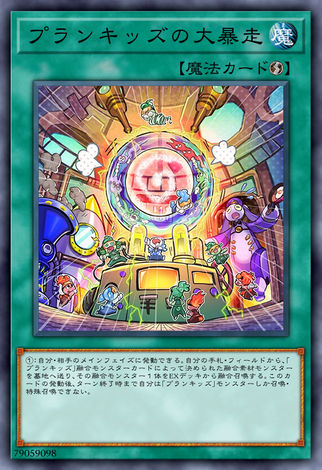 プランキッズの大暴走 魔
【魔法カード】
①:自分・相手のメインフェイズに発動できる。自分の手札・フィールドから、「
プランキッズ」融合モンスターカードによって決められた融合素材モンスター
を墓地へ送り、その融合モンスター1体をEXデッキから融合召喚する。このカー
ドの発動後、ターン終了時まで自分は「プランキッズ」モンスターしか召喚・
特殊召喚できない。
79059098